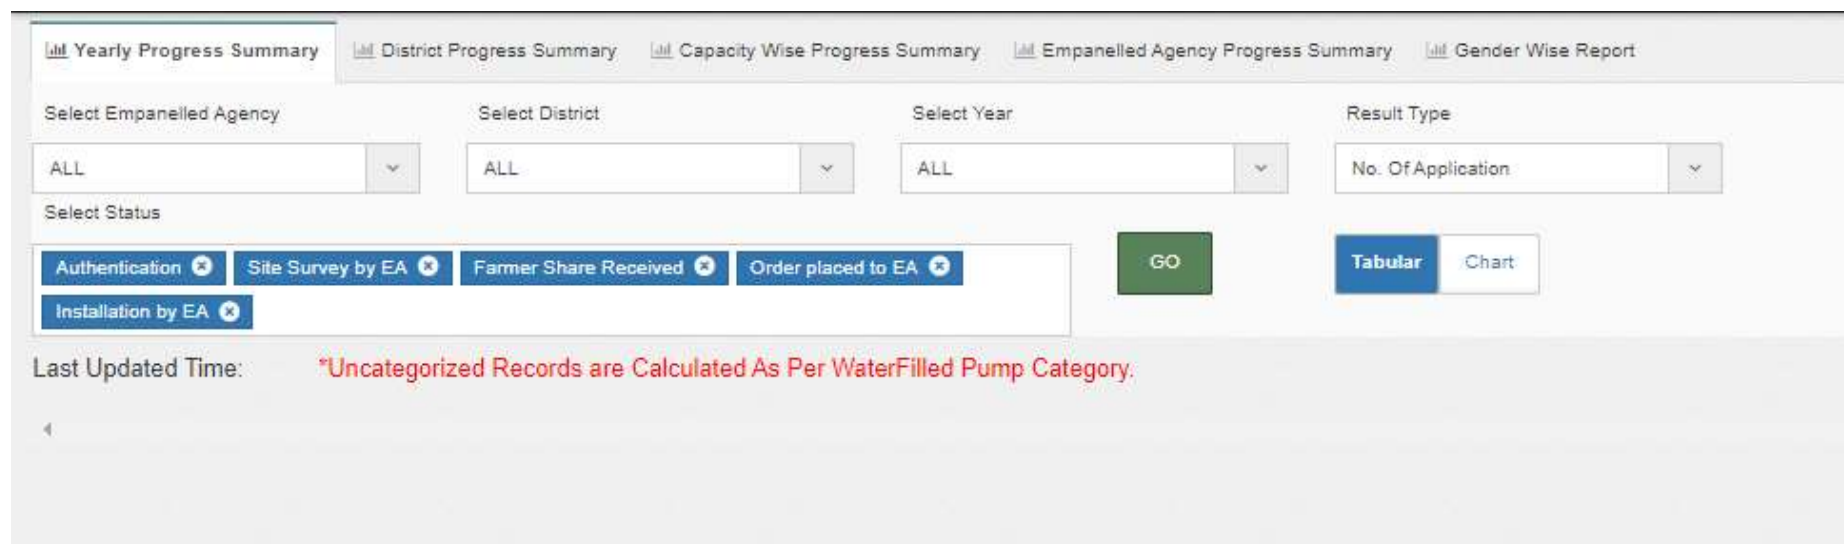 Yearly Progress Summary District Progress Summary Capacity Wise Progress Summary Empanelled Agency Progress Summary Gender Wise Report
Select Empanelled Agency Select District Select Year Result Type
ALL ALL ALL No. Of Application
Select Status
Authentication Site Survey by EA Farmer Share Received Order placed to EA GO Tabular Chart
Installation by EA
Last Updated Time: *Uncategorized Records are Calculated As Per WaterFilled Pump Category.